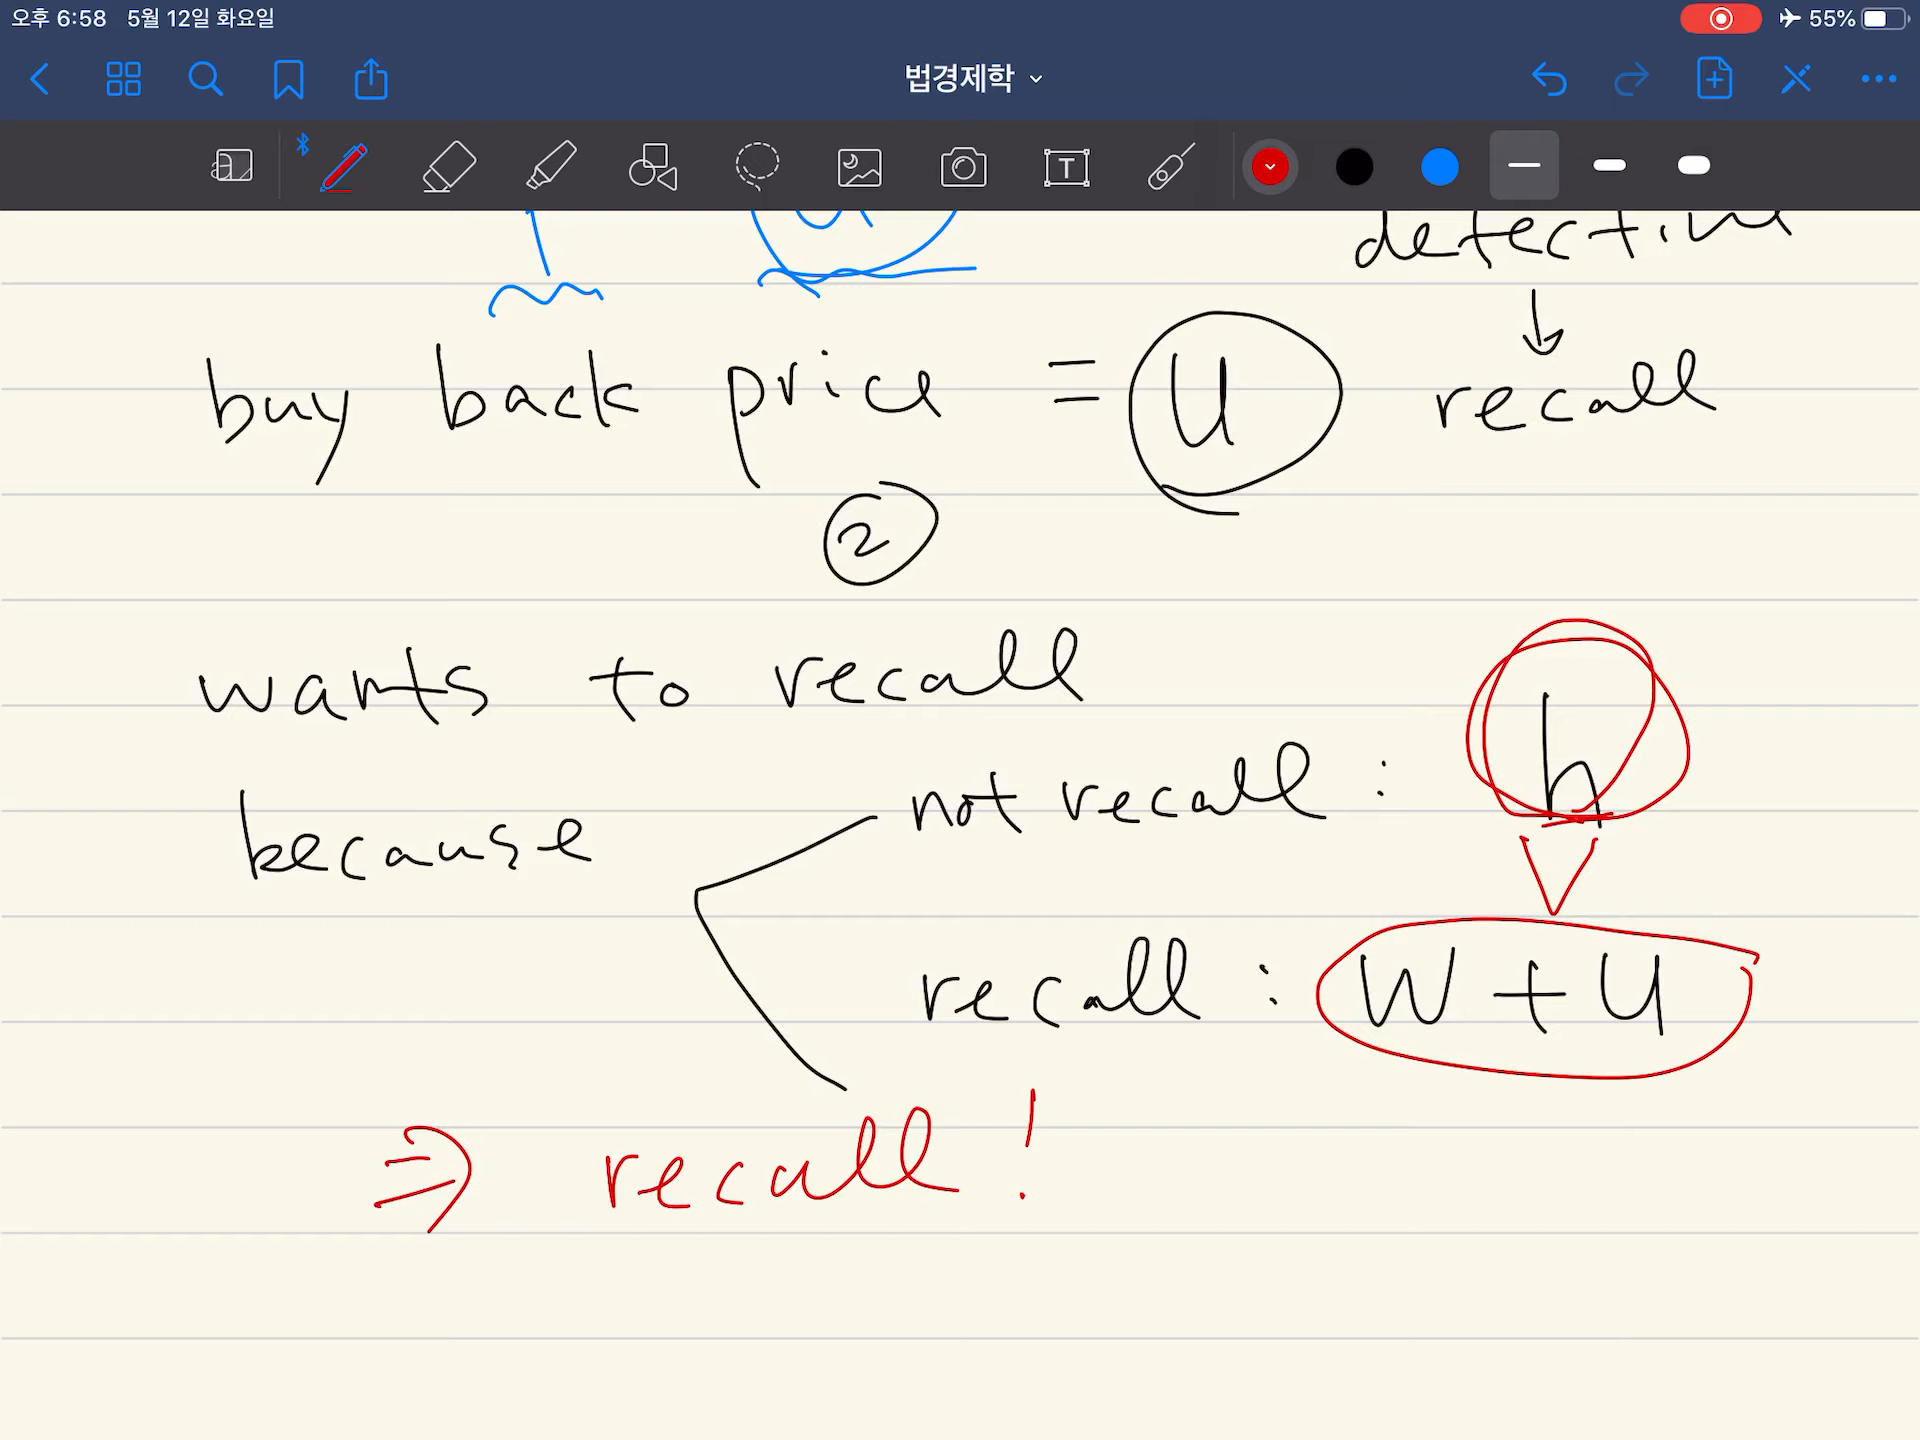 오후 6:58 5월 12일 화요일 55%
법경제학
T
buy back price = U recall
②
wants to recall
h
because not recall :
recall : W + U
⇒ recall !